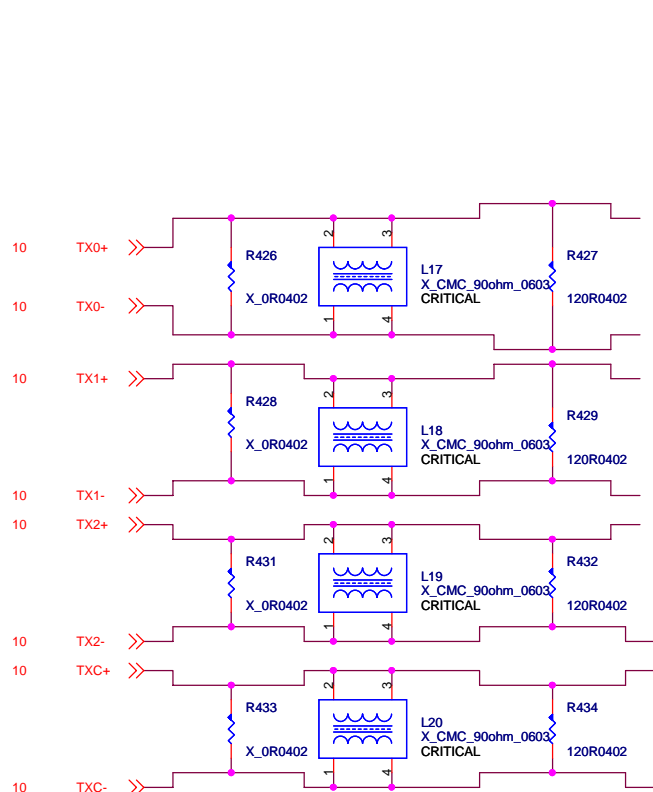 2 3
10 TX0+ R426 R427
L17
X_CMC_90ohm_0603
10 TX0- X_0R0402 CRITICAL 120R0402
1 4
10 TX1+
2 3
R428 R429
L18
X_0R0402 X_CMC_90ohm_0603
CRITICAL 120R0402
1 4
10 TX1-
10 TX2+
2 3
R431 R432
L19
X_CMC_90ohm_0603
X_0R0402 CRITICAL 120R0402
1 4
10 TX2-
10 TXC+
2 3
R433 R434
L20
X_CMC_90ohm_0603
X_0R0402 CRITICAL 120R0402
1 4
10 TXC-